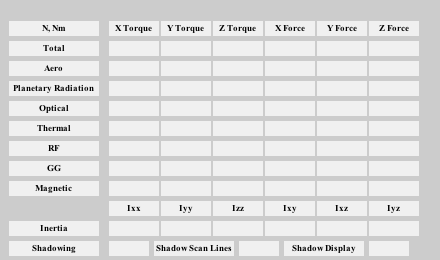 N, Nm X Torque Y Torque Z Torque X Force Y Force Z Force
Total
Aero
Planetary Radiation
Optical
Thermal
RF
GG
Magnetic
Ixx Iyy Izz Ixy Ixz Iyz
Inertia
Shadowing Shadow Scan Lines Shadow Display